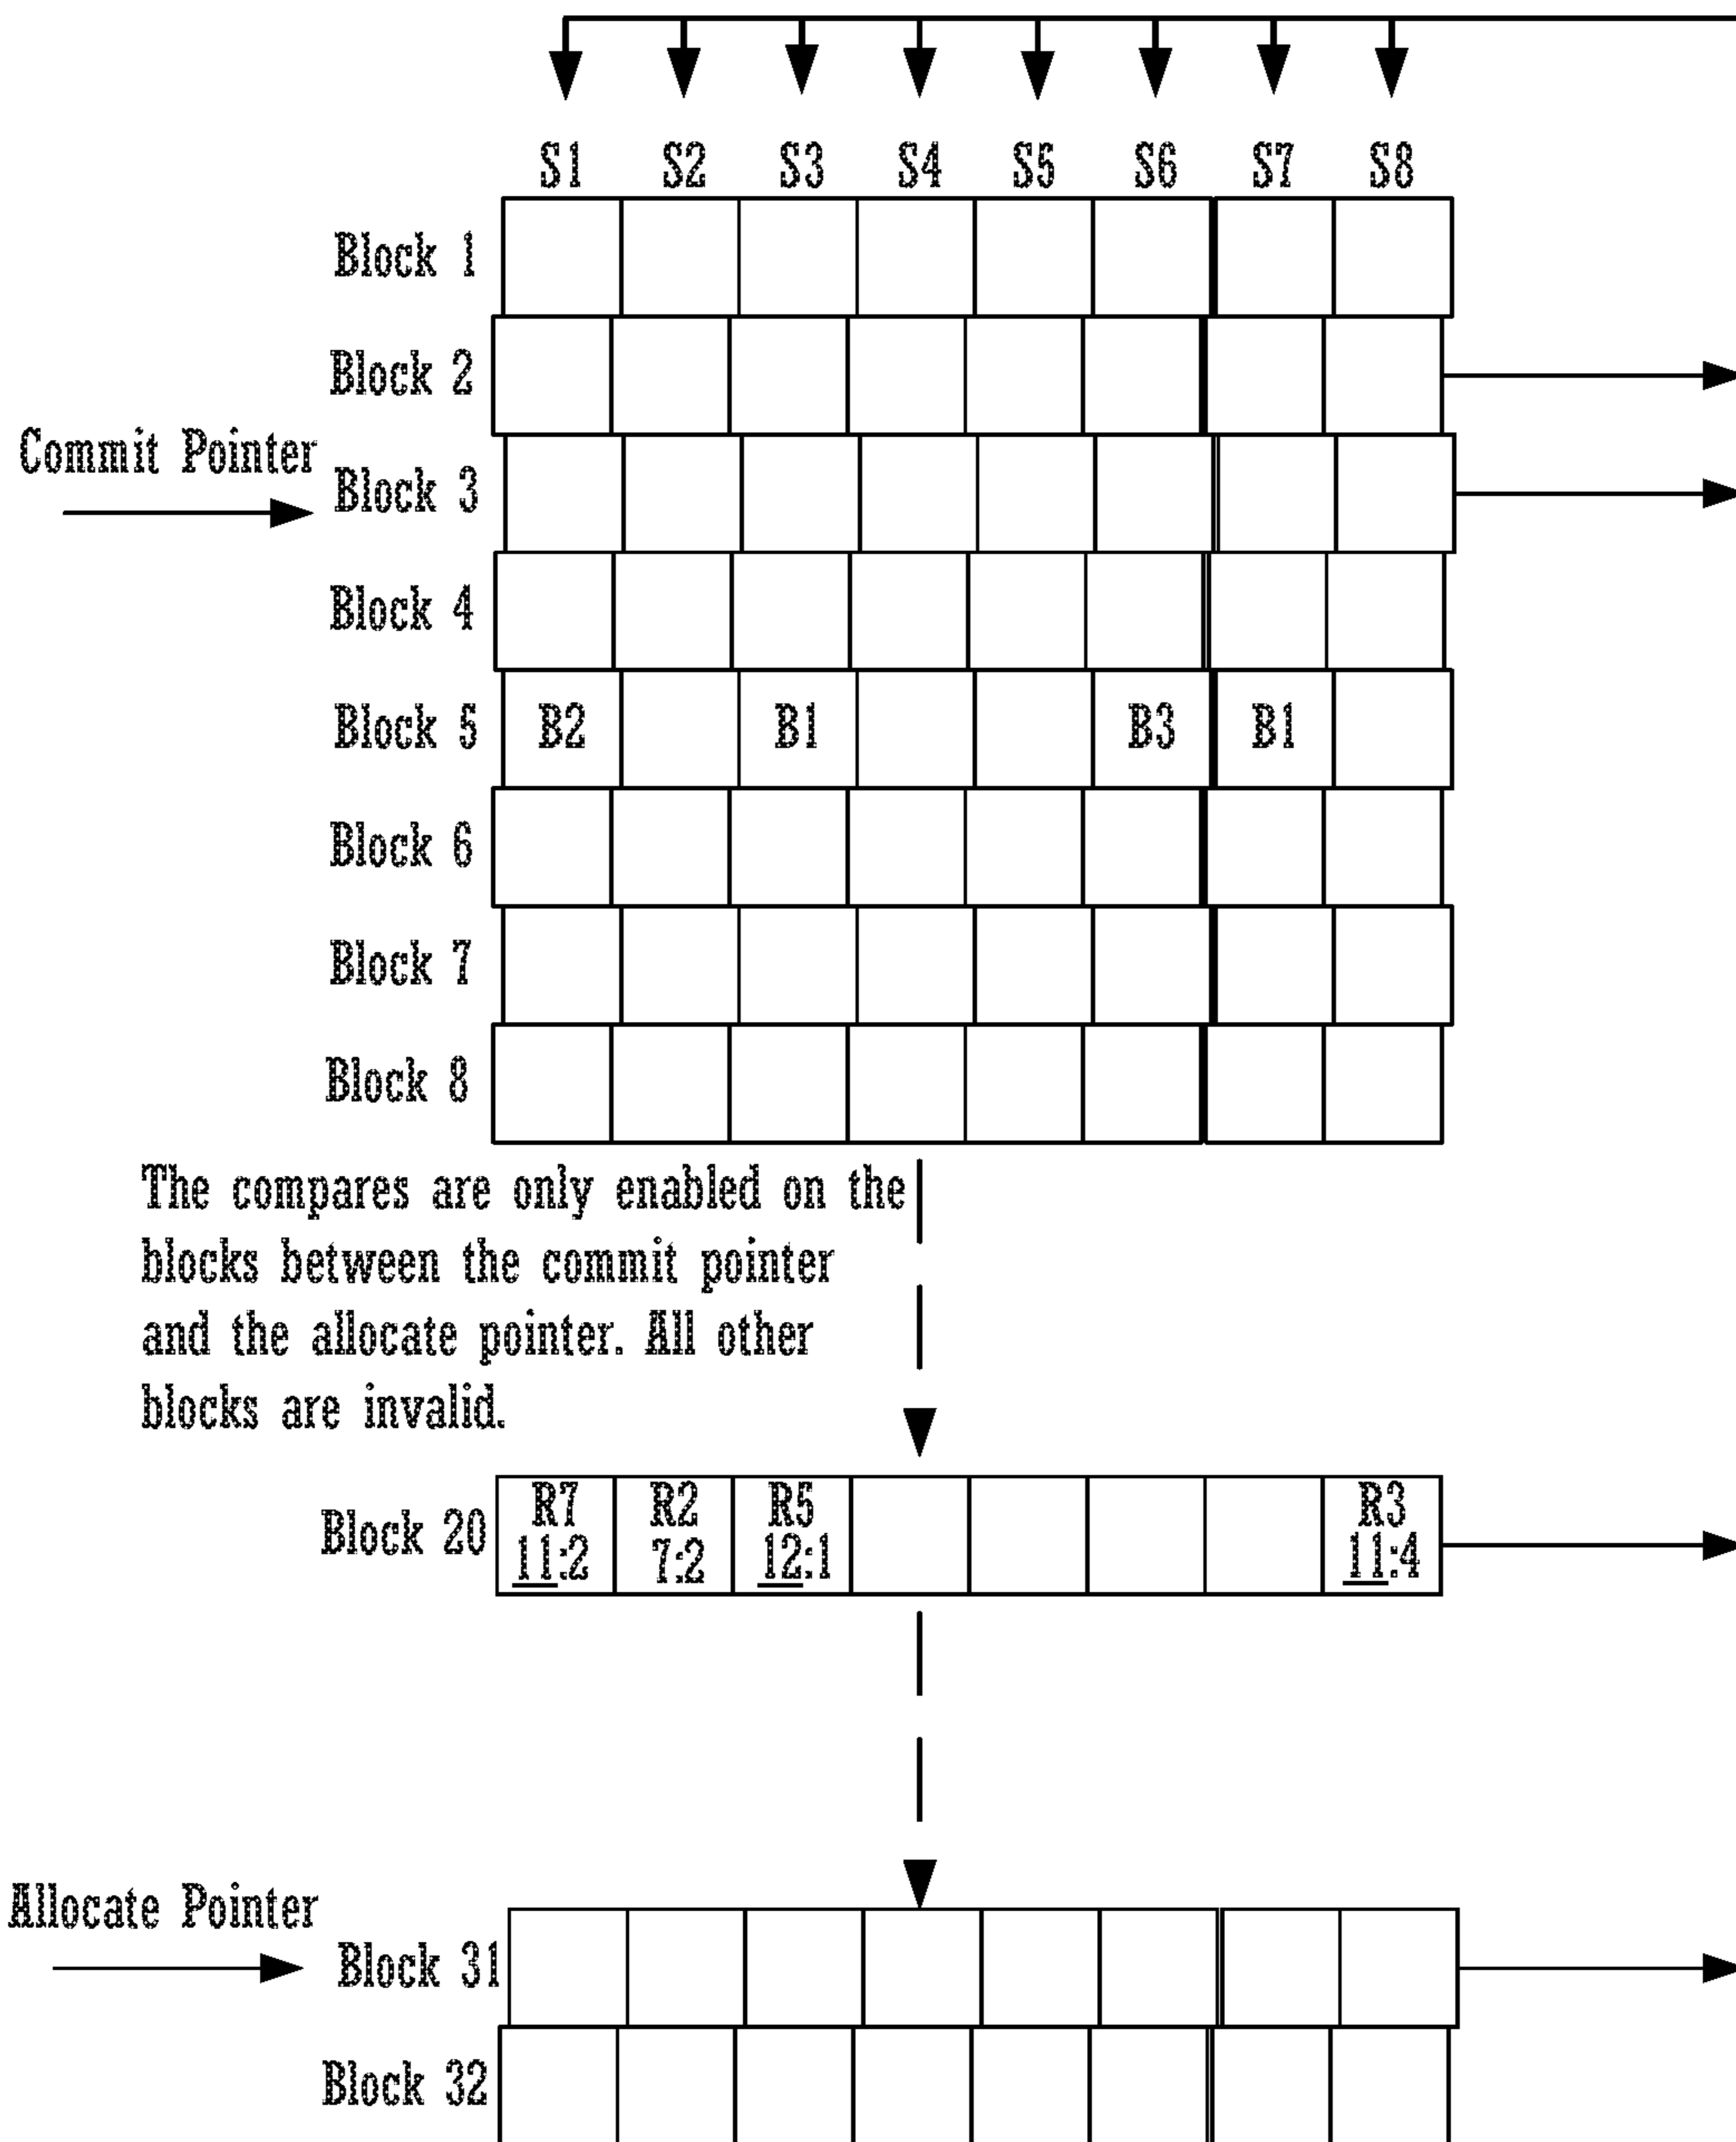 S1 S2 S3 S4 S5 S6 S7 S8
Block 1
Block 2
Commit Pointer
Block 3
Block 4
Block 5 B2 B1 B3 B1
Block 6
Block 7
Block 8
The compares are only enabled on the
blocks between the commit pointer
and the allocate pointer. All other
blocks are invalid.
R7 R2 R5 R3
Block 20
11:2 7:2 12:1 11:4
Allocate Pointer
Block 31
Block 32